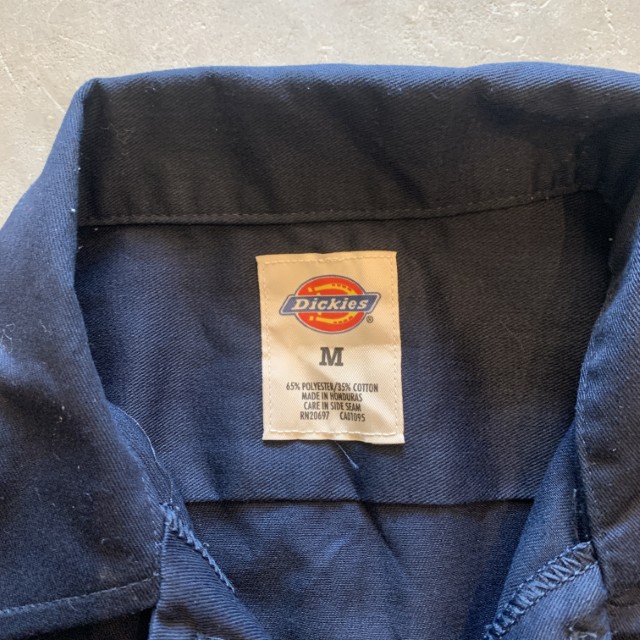 Dickies
®
M
65% POLYESTER/35% COTTON
MADE IN HONDURAS
CARE IN SIDE SEAM
RN20697 CA01095